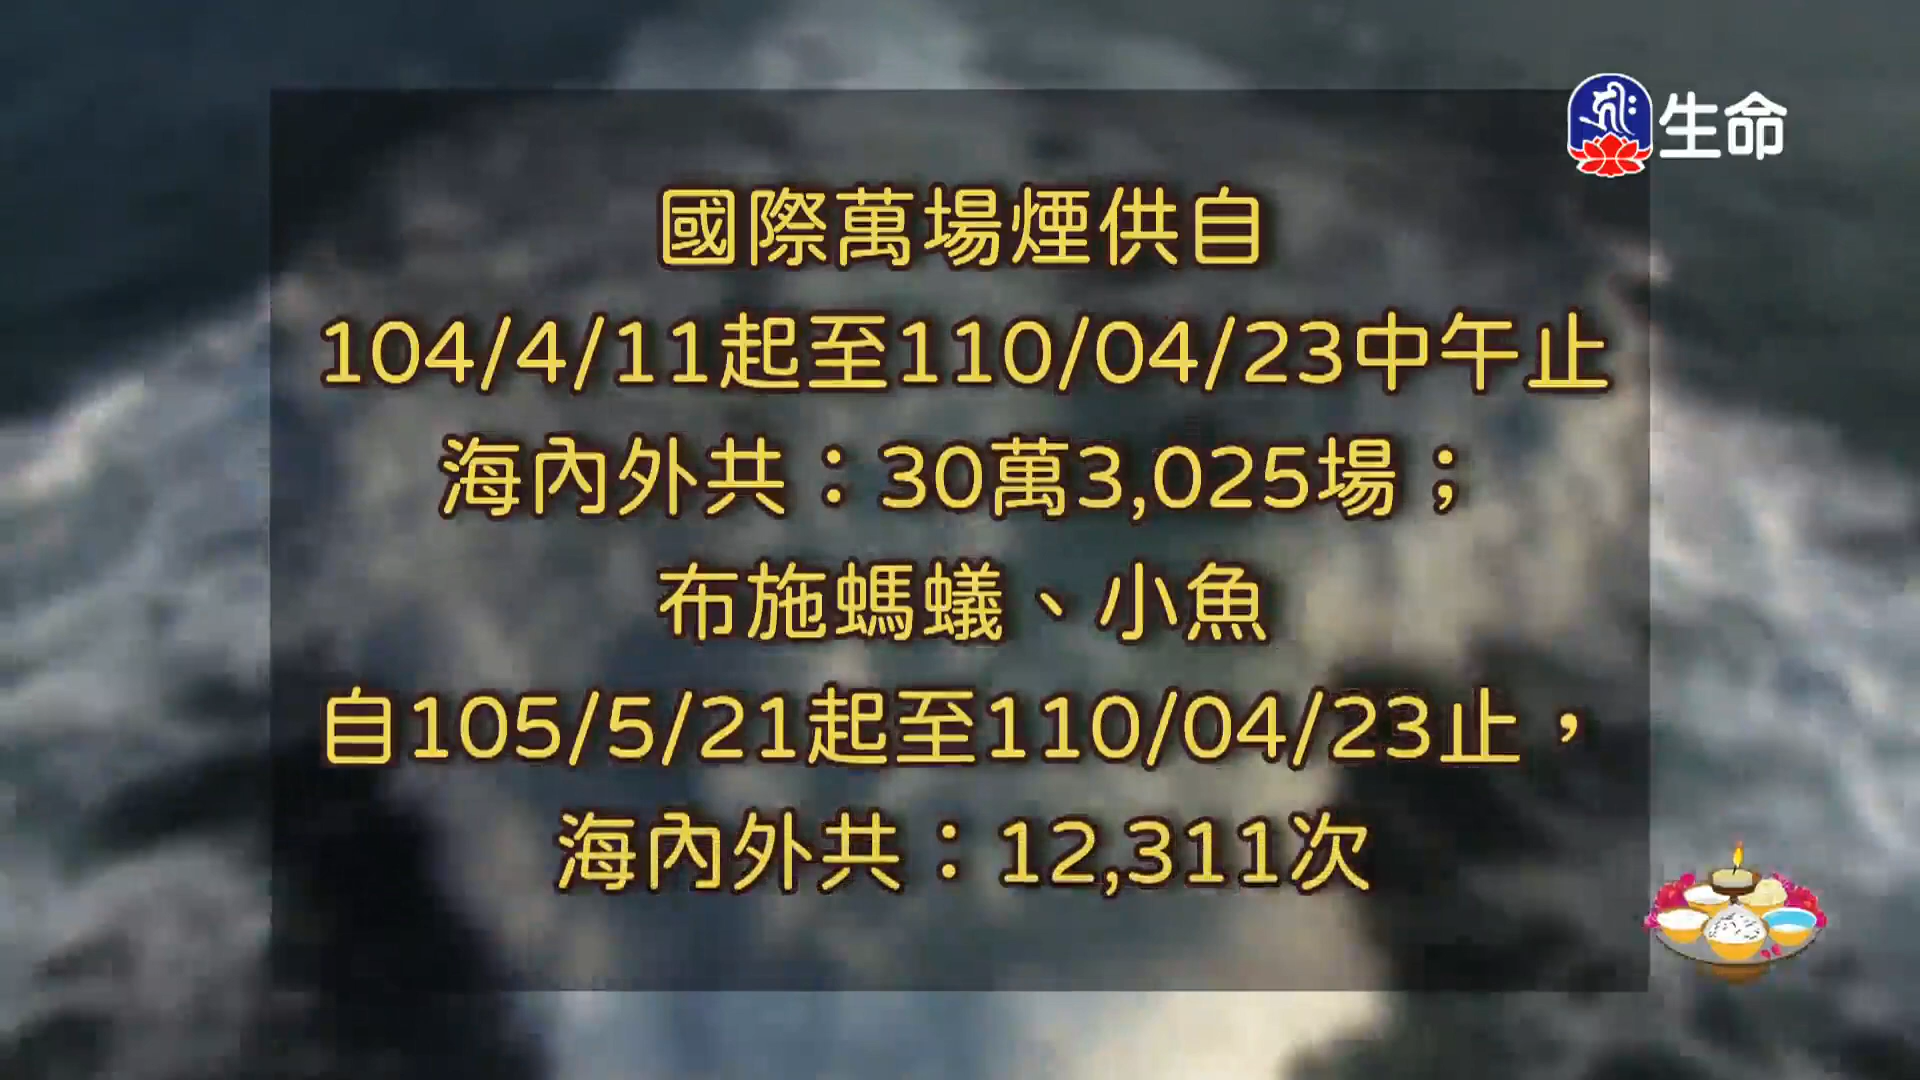 生命
國際萬場煙供自
104/4/11起至110/04/23中午止
海內外共：30萬3,025場；
布施螞蟻、小魚
自105/5/21起至110/04/23止，
海內外共：12,311次